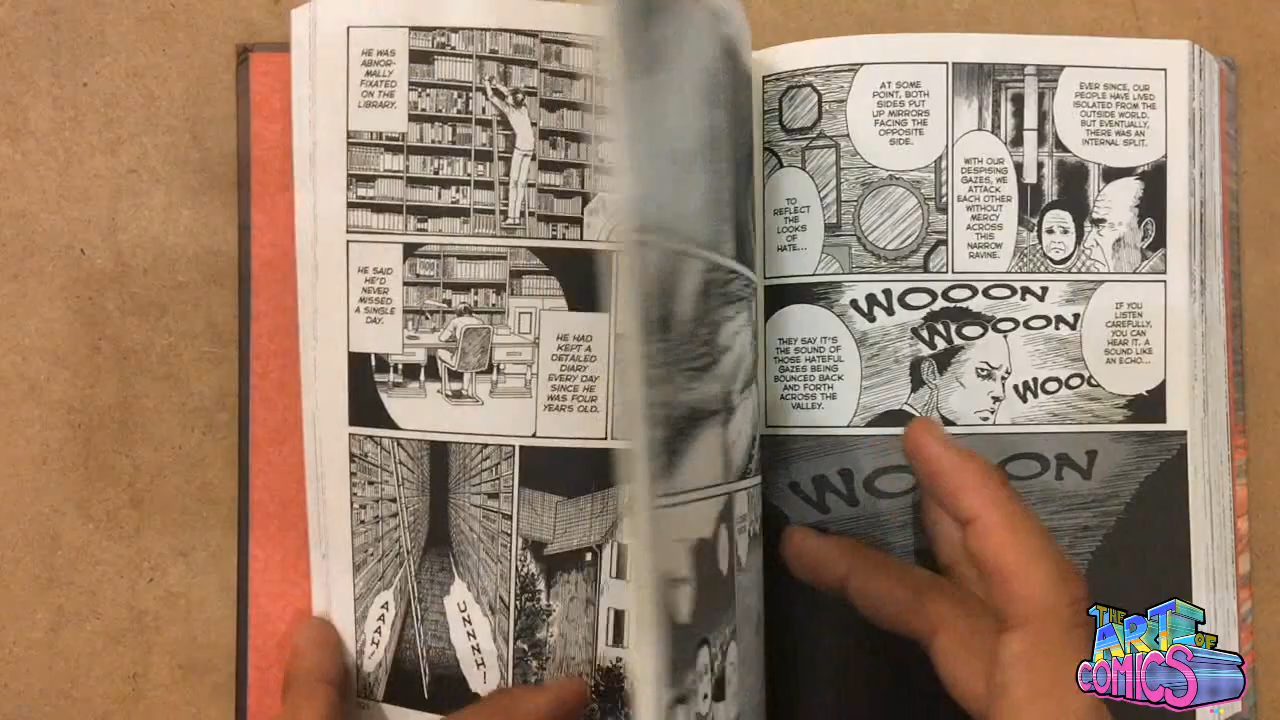 HE WAS
ABNOR-
MALLY
FIXATED
ON THE
LIBRARY.
HE SAID
HE'D
NEVER
MISSED
A SINGLE
DAY.
HE HAD
KEPT A
DETAILED
DIARY
EVERY DAY
SINCE HE
WAS FOUR
YEARS OLD.
AAAH!
UNNNH!
EVER SINCE, OUR
PEOPLE HAVE LIVED
ISOLATED FROM THE
OUTSIDE WORLD.
BUT EVENTUALLY,
THERE WAS AN
INTERNAL SPLIT.
WITH OUR
DESPISING
GAZES, WE
ATTACK
EACH OTHER
WITHOUT
MERCY
ACROSS
THIS
NARROW
RAVINE.
AT SOME
POINT, BOTH
SIDES PUT
UP MIRRORS
FACING THE
OPPOSITE
SIDE.
TO
REFLECT
THE
LOOKS
OF
HATE...
IF YOU
LISTEN
CAREFULLY,
YOU CAN
HEAR IT. A
SOUND LIKE
AN ECHO...
WOOON
WOOON
THEY SAY IT'S
THE SOUND OF
THOSE HATEFUL
GAZES BEING
BOUNCED BACK
AND FORTH
ACROSS THE
VALLEY.
THE
ART OF
COMICS